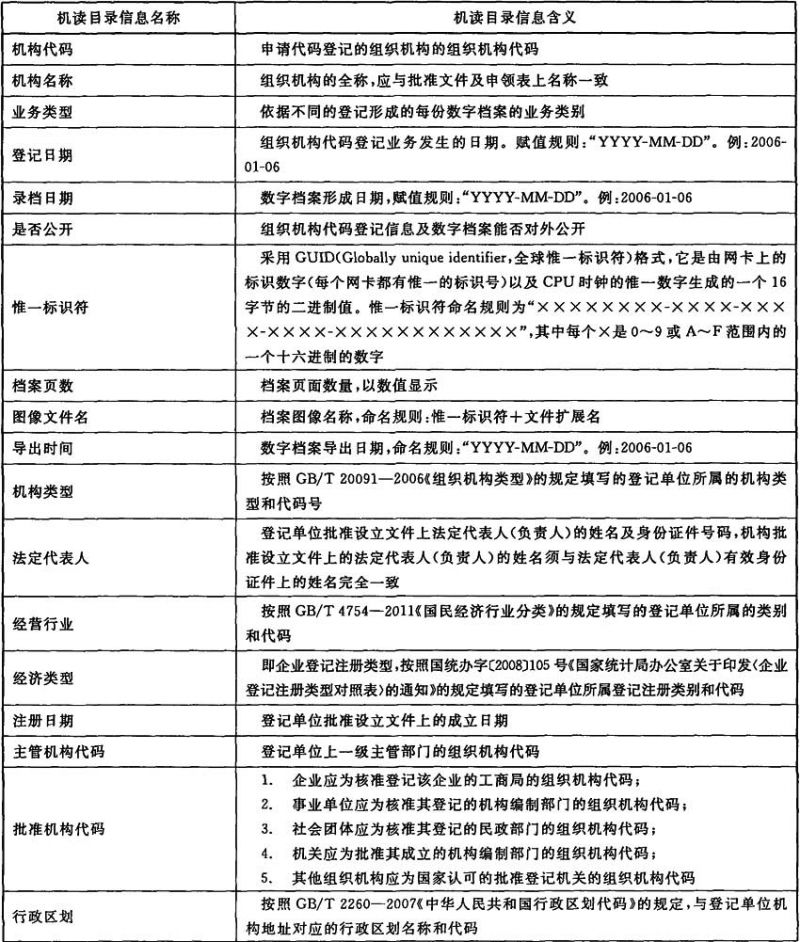 机读目录信息名称 机读目录信息含义
机构代码 申请代码登记的组织机构的组织机构代码
机构名称 组织机构的全称,应与批准文件及申领表上名称一致
业务类型 依据不同的登记形成的每份数字档案的业务类别
登记日期 组织机构代码登记业务发生的日期。赋值规则:“YYYY-MM-DD”。例:2006-
01-06
录档日期 数字档案形成日期,赋值规则:“YYYY-MM-DD”。例:2006-01-06
是否公开 组织机构代码登记信息及数字档案能否对外公开
惟一标识符 采用 GUID(Globally unique identifier,全球惟一标识符)格式,它是由网卡上的
标识数字(每个网卡都有惟一的标识号)以及 CPU 时钟的惟一数字生成的一个 16
字节的二进制值。惟一标识符命名规则为“××××××××-××××-×××
×-××××-××××××××××××”,其中每个×是 0～9 或 A～F 范围内的
一个十六进制的数字
档案页数 档案页面数量,以数值显示
图像文件名 档案图像名称,命名规则:惟一标识符+文件扩展名
导出时间 数字档案导出日期,命名规则:“YYYY-MM-DD”。例:2006-01-06
机构类型 按照 GB/T 20091—2006《组织机构类型》的规定填写的登记单位所属的机构类
型和代码号
法定代表人 登记单位批准设立文件上法定代表人(负责人)的姓名及身份证件号码,机构批
准设立文件上的法定代表人(负责人)的姓名须与法定代表人(负责人)有效身份
证件上的姓名完全一致
经营行业 按照 GB/T 4754—2011《国民经济行业分类》的规定填写的登记单位所属的类别
和代码
经济类型 即企业登记注册类型,按照国统办字〔2008〕105 号《国家统计局办公室关于印发〈企业
登记注册类型对照表〉的通知》的规定填写的登记单位所属登记注册类别和代码
注册日期 登记单位批准设立文件上的成立日期
主管机构代码 登记单位上一级主管部门的组织机构代码
批准机构代码 1. 企业应为核准登记该企业的工商局的组织机构代码;
2. 事业单位应为核准其登记的机构编制部门的组织机构代码;
3. 社会团体应为核准其登记的民政部门的组织机构代码;
4. 机关应为批准其成立的机构编制部门的组织机构代码;
5. 其他组织机构应为国家认可的批准登记机关的组织机构代码
行政区划 按照 GB/T 2260—2007《中华人民共和国行政区划代码》的规定,与登记单位机
构地址对应的行政区划名称和代码